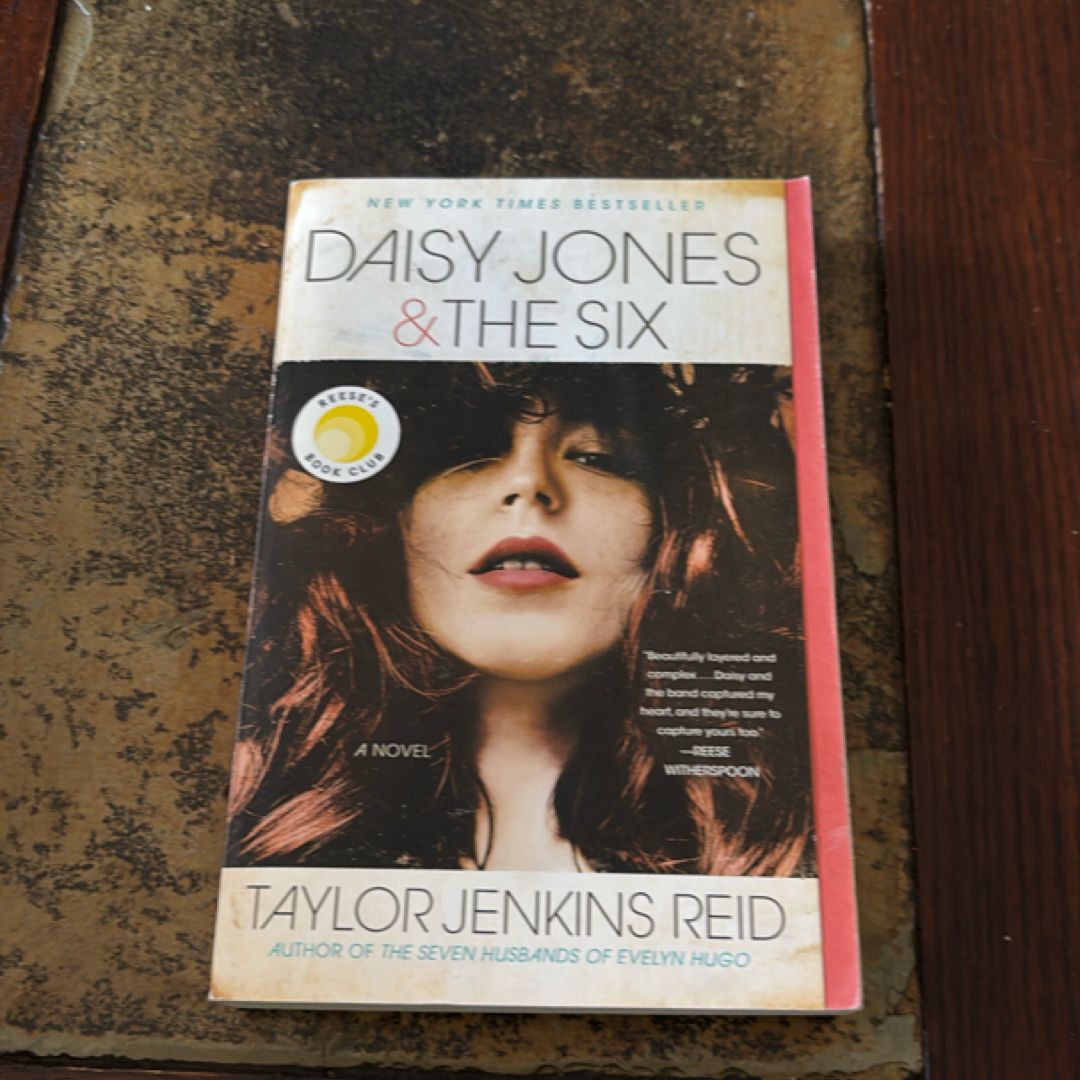 NEW YORK TIMES BESTSELLER
DAISY JONES
& THE SIX
REESE'S
BOOK CLUB
"Beautifully layered and
complex.... Daisy and
the band captured my
heart, and they're sure to
capture yours too."
—REESE
WITHERSPOON
A NOVEL
TAYLOR JENKINS REID
AUTHOR OF THE SEVEN HUSBANDS OF EVELYN HUGO